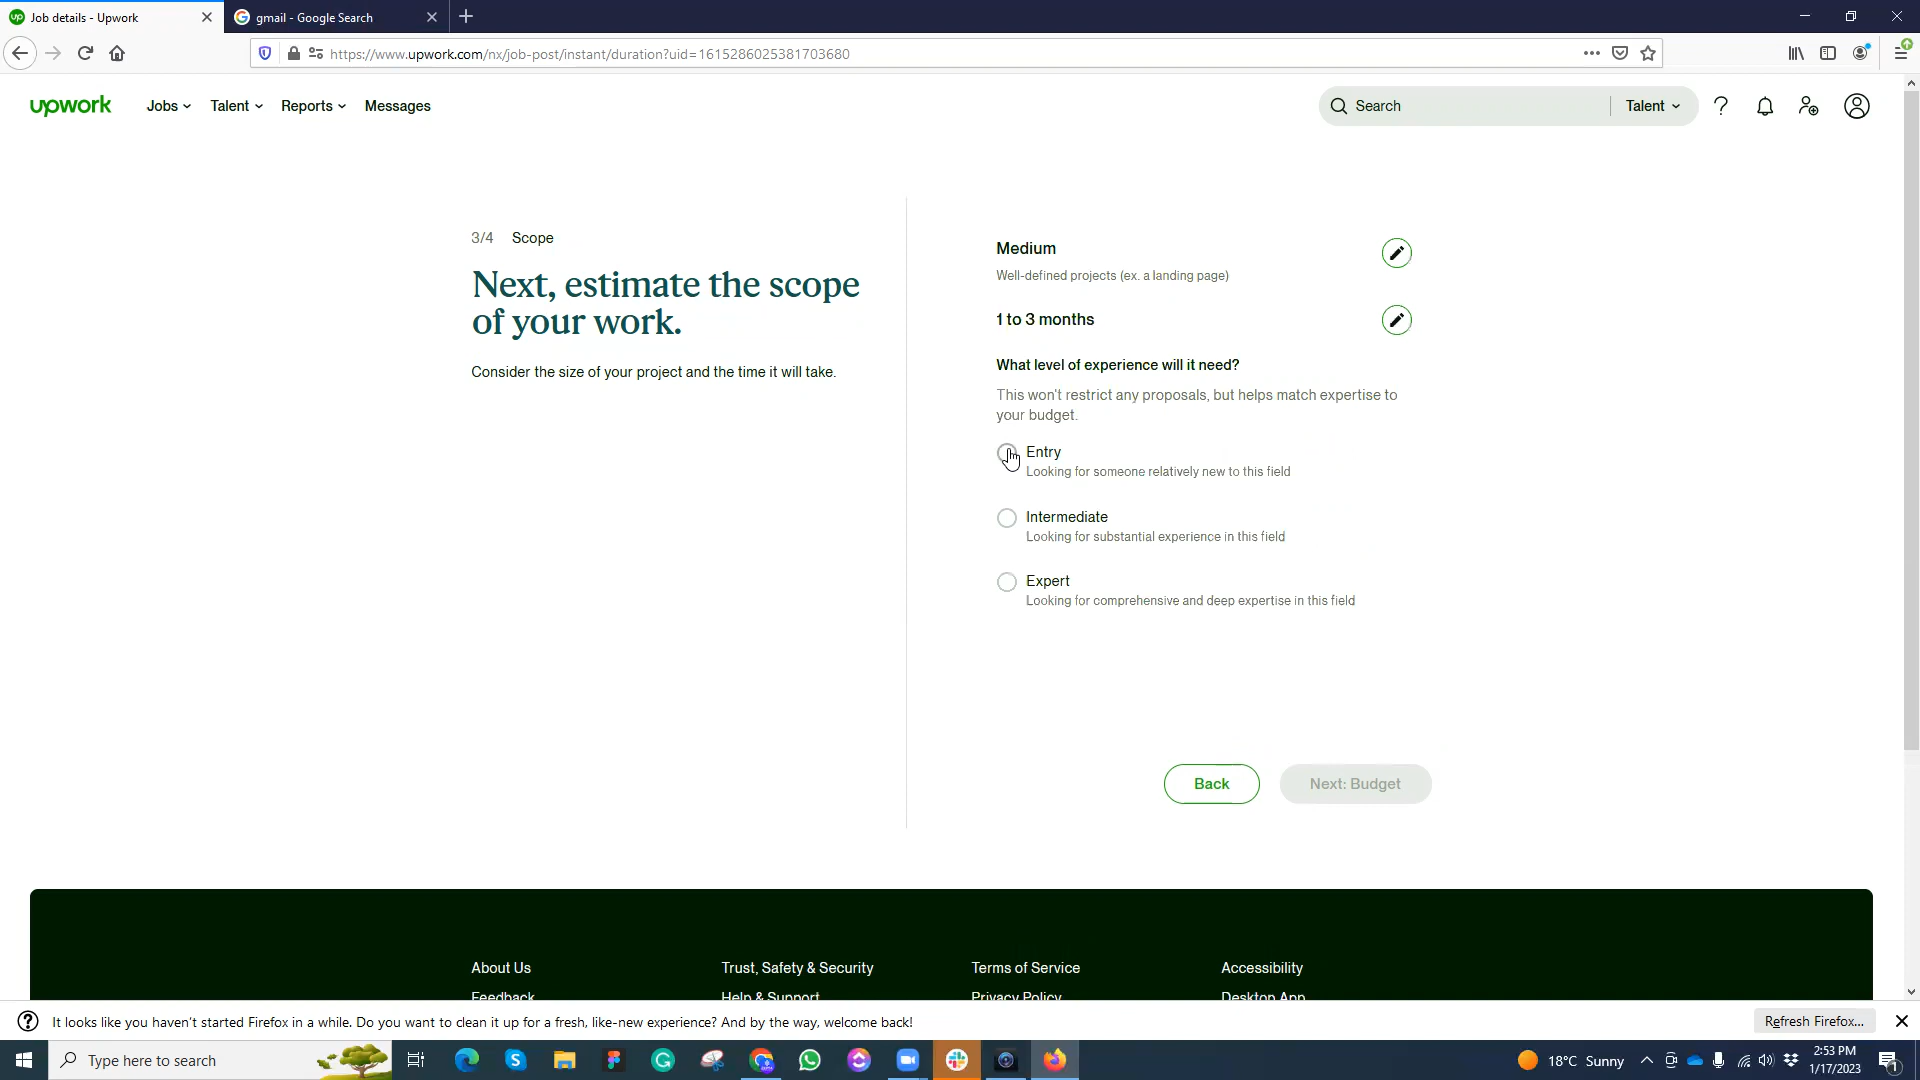 Job details - Upwork
gmail - Google Search
https://www.upwork.com/nx/job-post/instant/duration?uid=1615286025381703680
upwork
Jobs
Talent
Reports
Messages
Search
Talent
3/4 Scope
Next, estimate the scope
of your work.
Consider the size of your project and the time it will take.
Medium
Well-defined projects (ex. a landing page)
1 to 3 months
What level of experience will it need?
This won't restrict any proposals, but helps match expertise to
your budget.
Entry
Looking for someone relatively new to this field
Intermediate
Looking for substantial experience in this field
Expert
Looking for comprehensive and deep expertise in this field
Back
Next: Budget
About Us
Trust, Safety & Security
Terms of Service
Accessibility
Feedback
Help & Support
Privacy Policy
Desktop App
It looks like you haven't started Firefox in a while. Do you want to clean it up for a fresh, like-new experience? And by the way, welcome back!
Refresh Firefox...
Type here to search
18°C Sunny
2:53 PM
1/17/2023